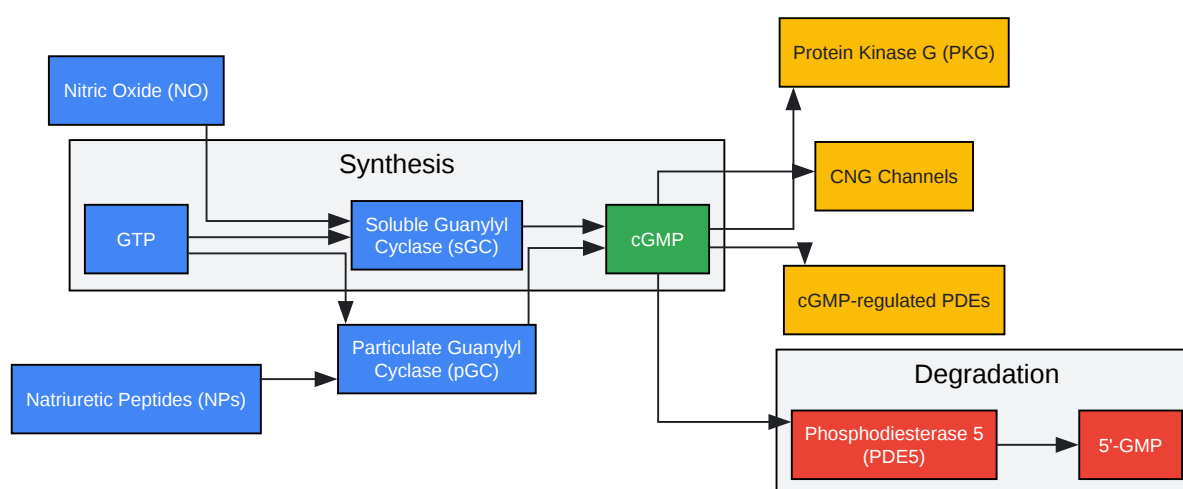 Protein Kinase G (PKG)
Nitric Oxide (NO)
Synthesis
CNG Channels
GTP
Soluble Guanylyl
Cyclase (sGC)
cGMP
cGMP-regulated PDEs
Particulate Guanylyl
Cyclase (pGC)
Natriuretic Peptides (NPs)
Degradation
Phosphodiesterase 5
(PDE5)
5'-GMP